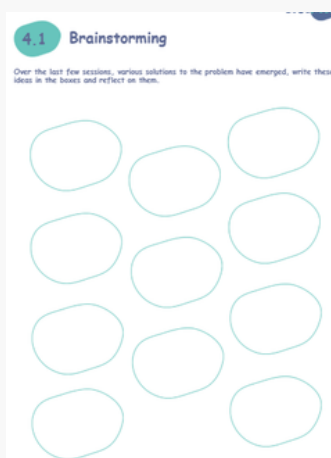 4.1 Brainstorming
Over the last few sessions, various solutions to the problem have emerged, write these
ideas in the boxes and reflect on them.